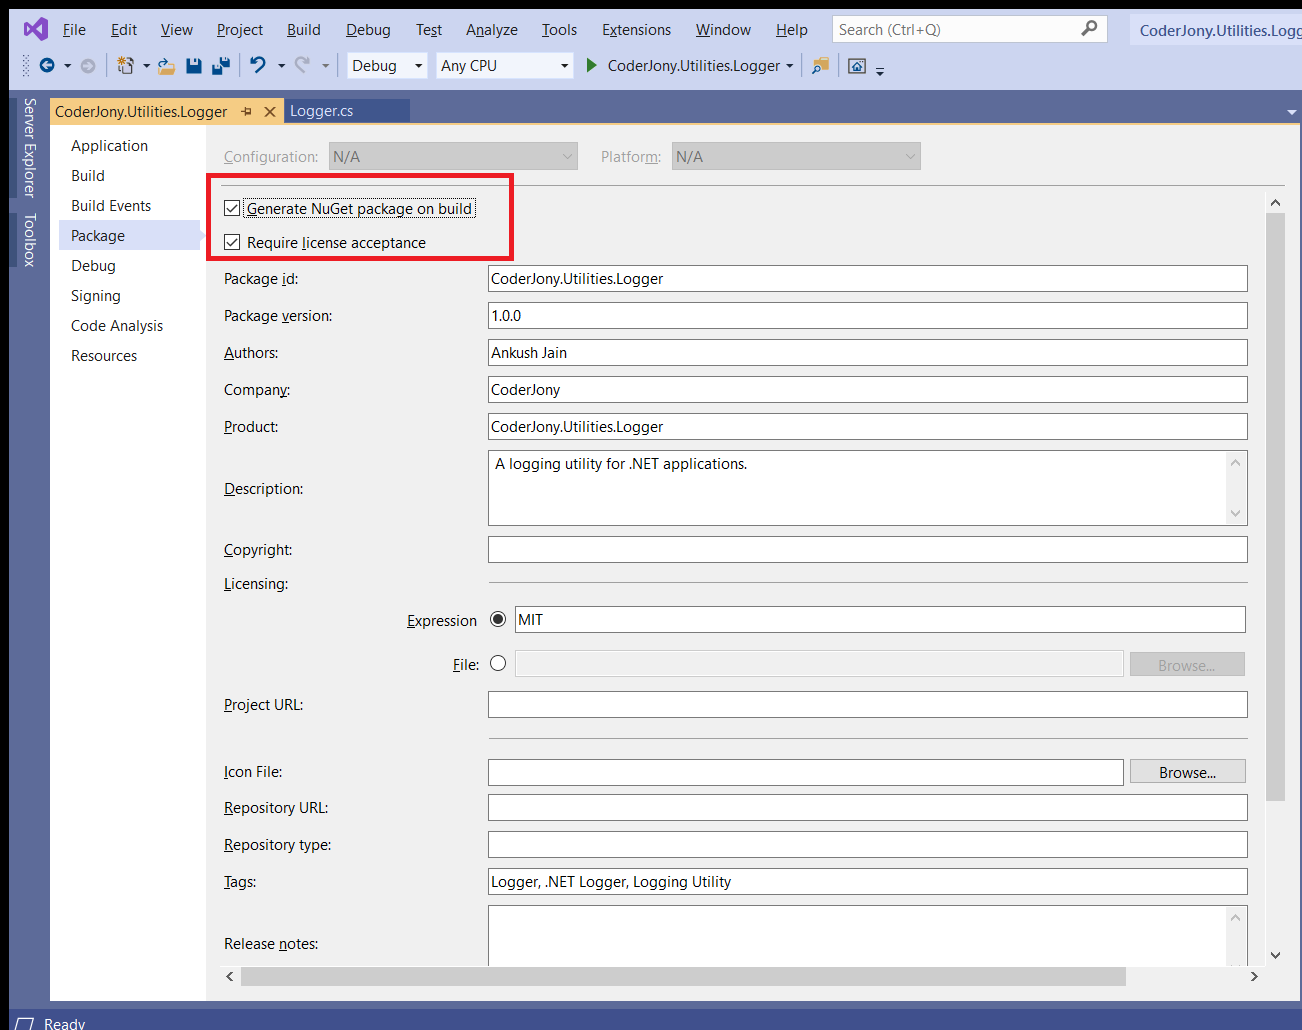 File Edit View Project Build Debug Test Analyze Tools Extensions Window Help Search (Ctrl+Q) CoderJony.Utilities.Logg
Debug Any CPU CoderJony.Utilities.Logger
Server Explorer
Toolbox
CoderJony.Utilities.Logger Logger.cs
Application
Build
Build Events
Package
Debug
Signing
Code Analysis
Resources
Configuration: N/A Platform: N/A
Generate NuGet package on build
Require license acceptance
Package id: CoderJony.Utilities.Logger
Package version: 1.0.0
Authors: Ankush Jain
Company: CoderJony
Product: CoderJony.Utilities.Logger
Description: A logging utility for .NET applications.
Copyright:
Licensing:
Expression MIT
File: Browse...
Project URL:
Icon File: Browse...
Repository URL:
Repository type:
Tags: Logger, .NET Logger, Logging Utility
Release notes:
Ready